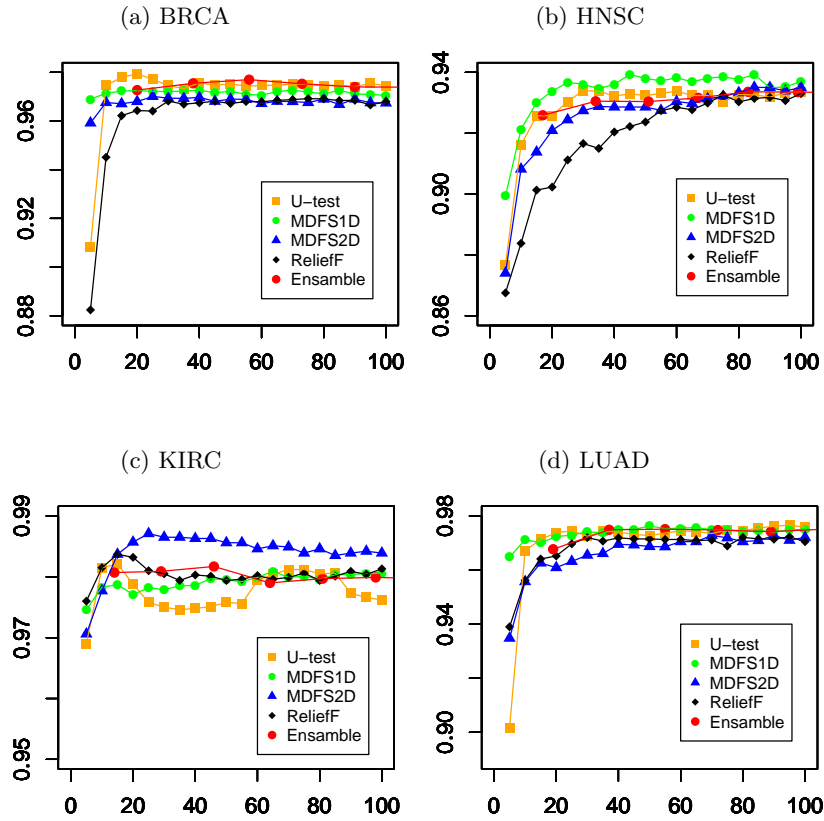 (a) BRCA
(b) HNSC
0.96
0.92
0.88
U-test
MDFS1D
MDFS2D
ReliefF
Ensamble
0 20 40 60 80 100
0.94
0.90
0.86
U-test
MDFS1D
MDFS2D
ReliefF
Ensamble
0 20 40 60 80 100
(c) KIRC
(d) LUAD
0.99
0.97
0.95
U-test
MDFS1D
MDFS2D
ReliefF
Ensamble
0 20 40 60 80 100
0.98
0.94
0.90
U-test
MDFS1D
MDFS2D
ReliefF
Ensamble
0 20 40 60 80 100